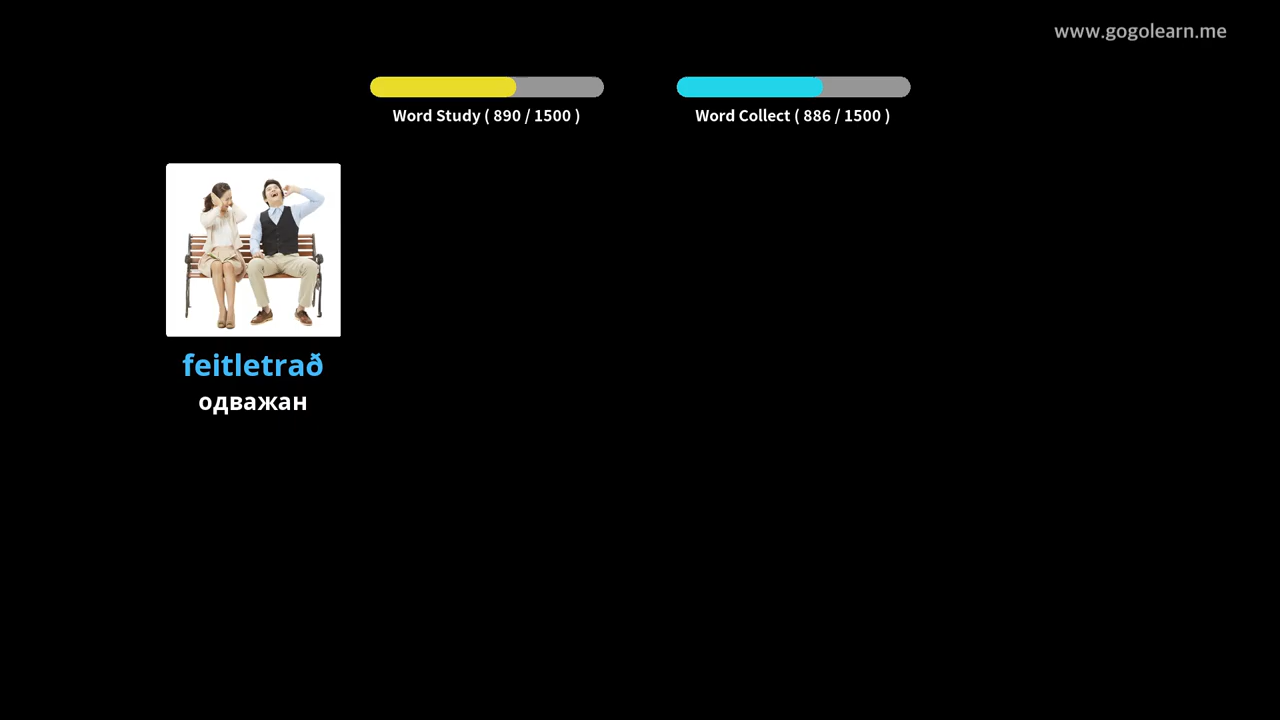 www.gogolearn.me
Word Study ( 890 / 1500 )
Word Collect ( 886 / 1500 )
feitletrað
одважан